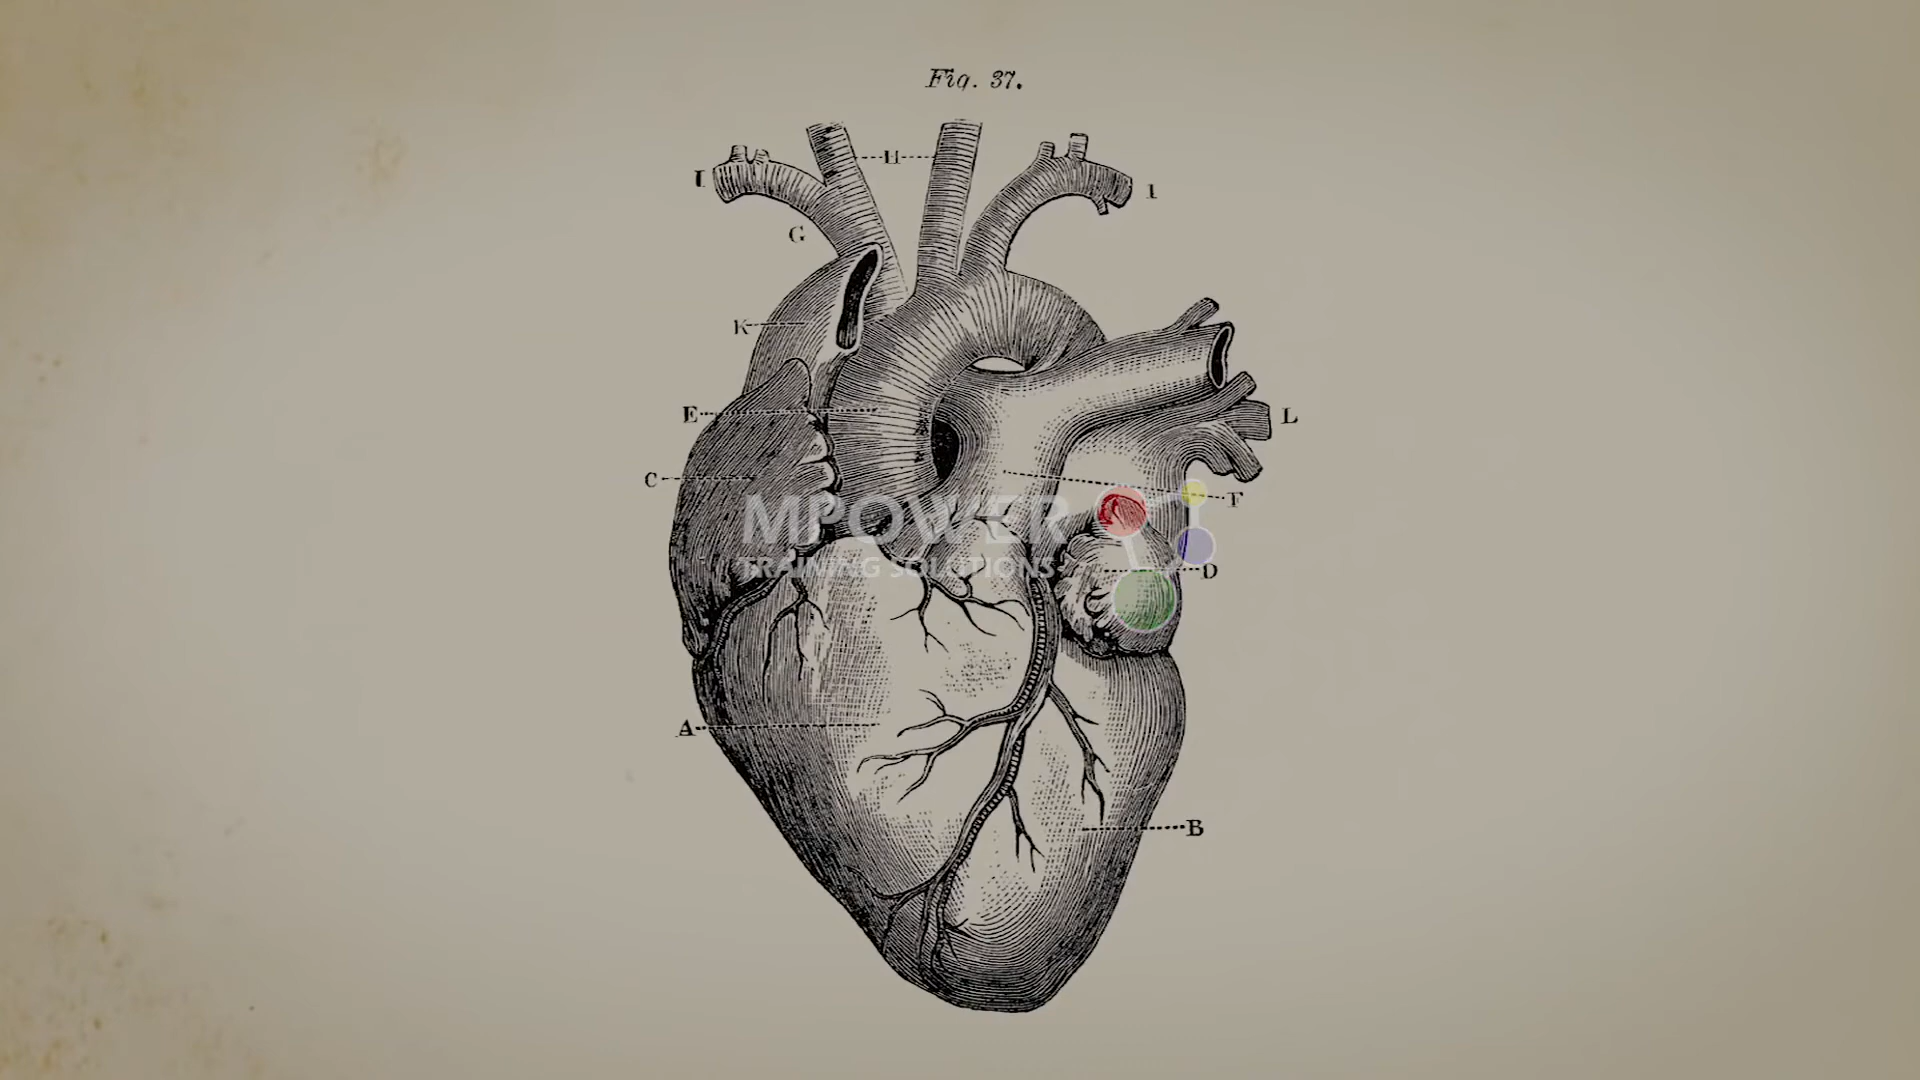 Fig. 37.
H
I
I
G
K
E
L
C
F
MPOWER
TRAINING SOLUTIONS
D
A
B